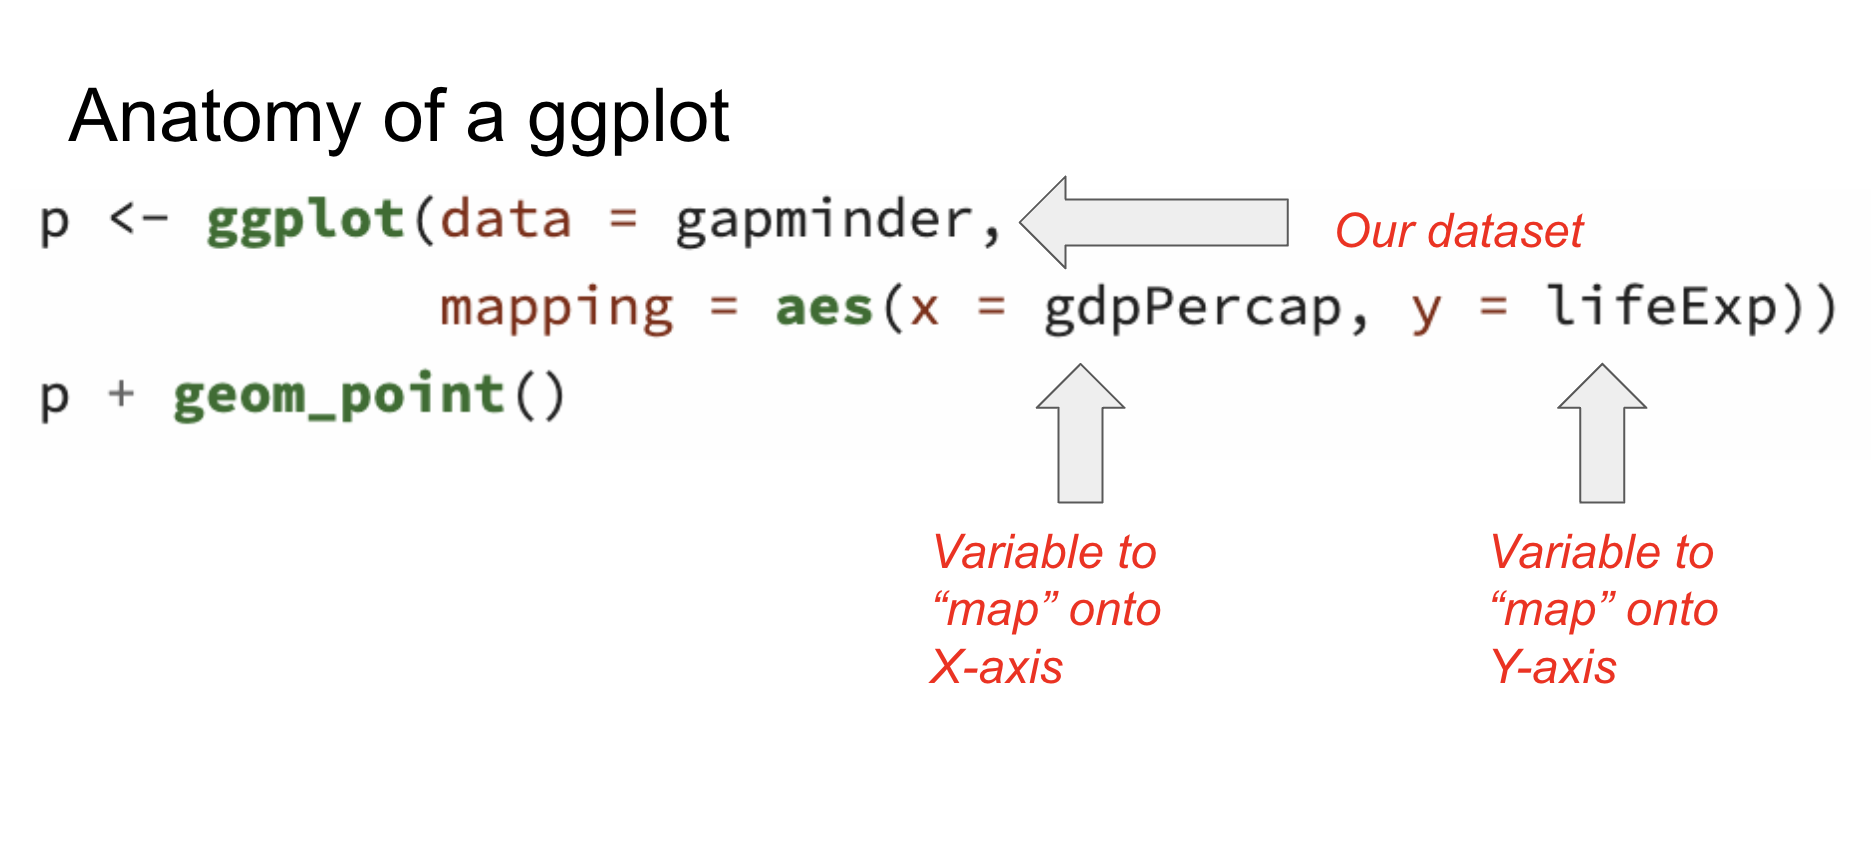 Anatomy of a ggplot
p <- ggplot(data = gapminder,
Our dataset
mapping = aes(x = gdpPercap, y = lifeExp))
p + geom_point()
Variable to
“map” onto
X-axis
Variable to
“map” onto
Y-axis